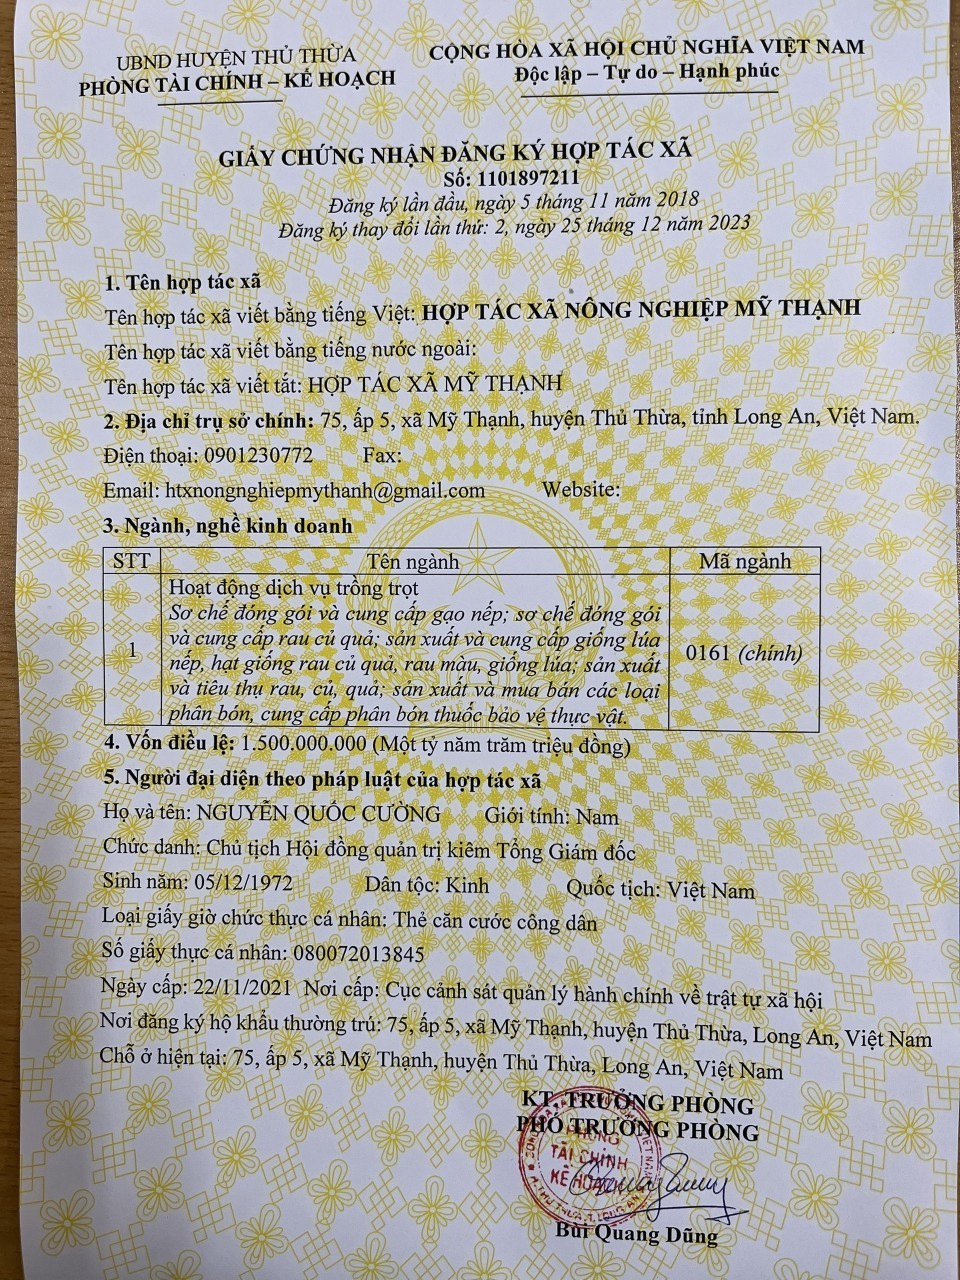 UBND HUYỆN THỦ THỪA
PHÒNG TÀI CHÍNH – KẾ HOẠCH
CỘNG HÒA XÃ HỘI CHỦ NGHĨA VIỆT NAM
Độc lập – Tự do – Hạnh phúc
GIẤY CHỨNG NHẬN ĐĂNG KÝ HỢP TÁC XÃ
Số: 1101897211
Đăng ký lần đầu, ngày 5 tháng 11 năm 2018
Đăng ký thay đổi lần thứ: 2, ngày 25 tháng 12 năm 2023
1. Tên hợp tác xã
Tên hợp tác xã viết bằng tiếng Việt: HỢP TÁC XÃ NÔNG NGHIỆP MỸ THẠNH
Tên hợp tác xã viết bằng tiếng nước ngoài:
Tên hợp tác xã viết tắt: HỢP TÁC XÃ MỸ THẠNH
2. Địa chỉ trụ sở chính: 75, ấp 5, xã Mỹ Thạnh, huyện Thủ Thừa, tỉnh Long An, Việt Nam.
Điện thoại: 0901230772 Fax:
Email: htxnongnghiepmythanh@gmail.com Website:
3. Ngành, nghề kinh doanh
STT Tên ngành Mã ngành
Hoạt động dịch vụ trồng trọt
Sơ chế đóng gói và cung cấp gạo nếp; sơ chế đóng gói
và cung cấp rau củ quả; sản xuất và cung cấp giống lúa
1 nếp, hạt giống rau củ quả, rau màu, giống lúa; sản xuất 0161 (chính)
và tiêu thụ rau, củ, quả; sản xuất và mua bán các loại
phân bón, cung cấp phân bón thuốc bảo vệ thực vật.
4. Vốn điều lệ: 1.500.000.000 (Một tỷ năm trăm triệu đồng)
5. Người đại diện theo pháp luật của hợp tác xã
Họ và tên: NGUYỄN QUỐC CƯỜNG Giới tính: Nam
Chức danh: Chủ tịch Hội đồng quản trị kiêm Tổng Giám đốc
Sinh năm: 05/12/1972 Dân tộc: Kinh Quốc tịch: Việt Nam
Loại giấy giờ chức thực cá nhân: Thẻ căn cước công dân
Số giấy thực cá nhân: 080072013845
Ngày cấp: 22/11/2021 Nơi cấp: Cục cảnh sát quản lý hành chính về trật tự xã hội
Nơi đăng ký hộ khẩu thường trú: 75, ấp 5, xã Mỹ Thạnh, huyện Thủ Thừa, Long An, Việt Nam
Chỗ ở hiện tại: 75, ấp 5, xã Mỹ Thạnh, huyện Thủ Thừa, Long An, Việt Nam
KT. TRƯỞNG PHÒNG
PHÓ TRƯỞNG PHÒNG
PHÒNG
TÀI CHÍNH
KẾ HOẠCH
Bùi Quang Dũng